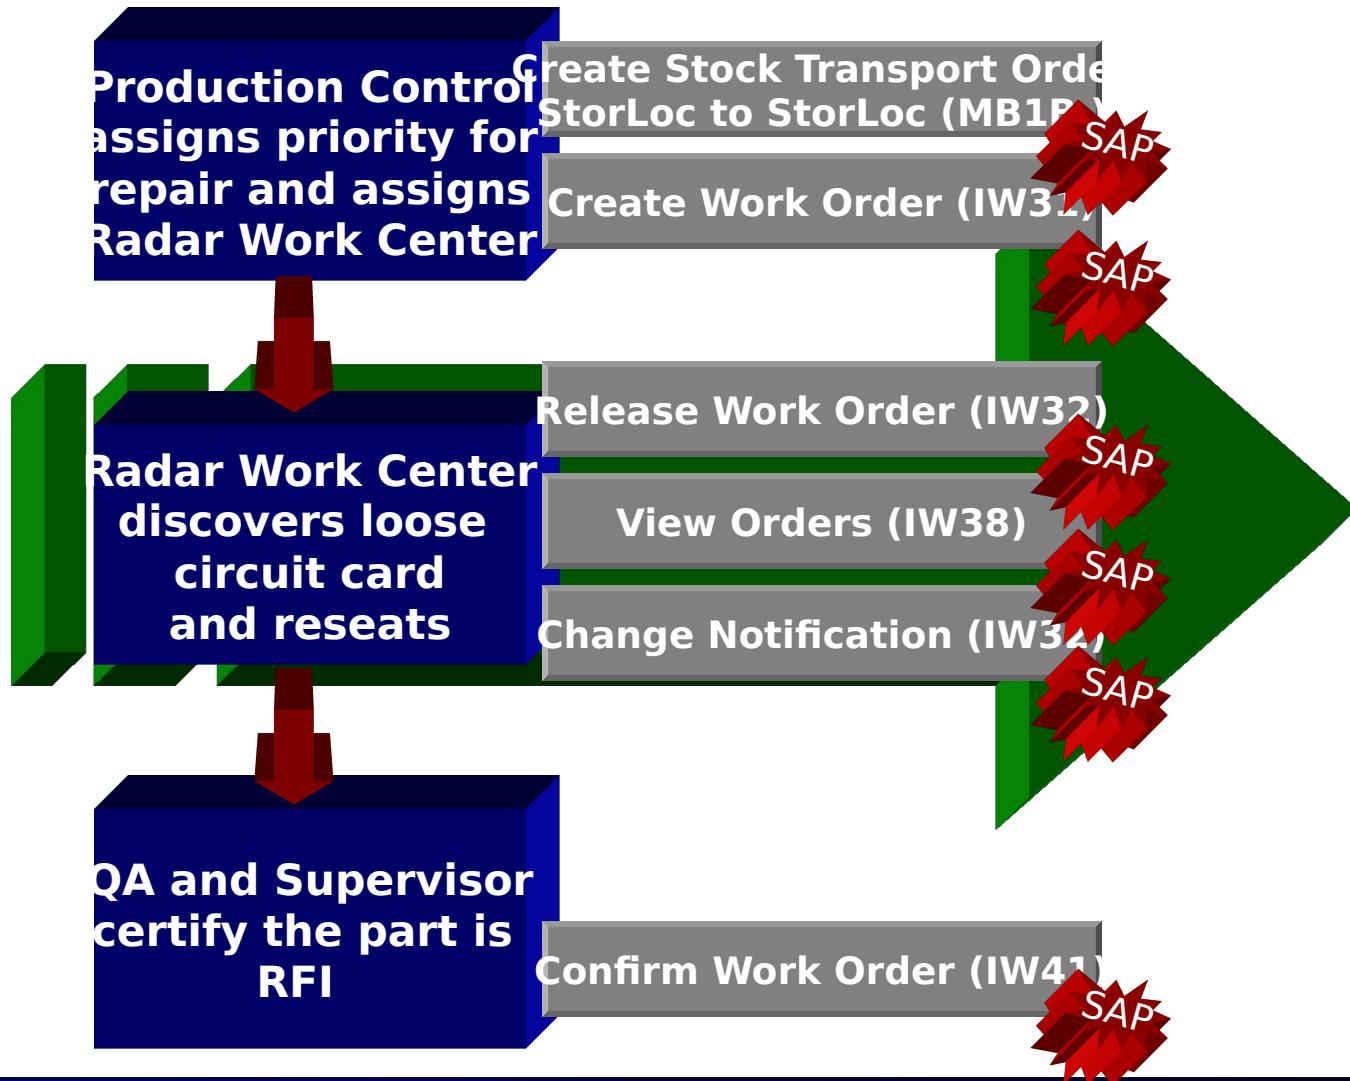 Production Control
assigns priority for
repair and assigns
Radar Work Center
Create Stock Transport Orde
StorLoc to StorLoc (MB1B)
SAP
Create Work Order (IW31)
SAP
Radar Work Center
discovers loose
circuit card
and reseats
Release Work Order (IW32)
SAP
View Orders (IW38)
SAP
Change Notification (IW32)
SAP
QA and Supervisor
certify the part is
RFI
Confirm Work Order (IW41)
SAP